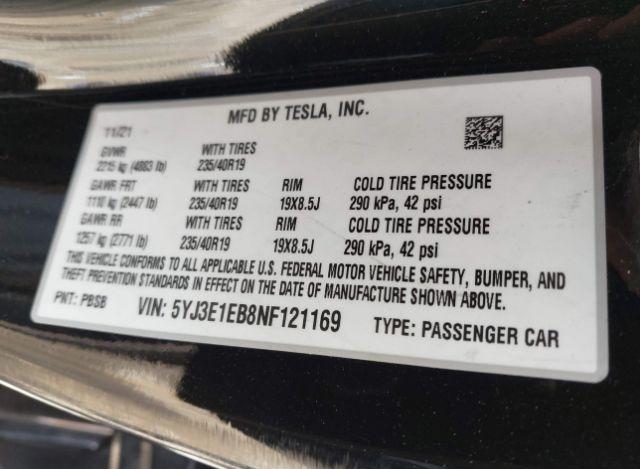 MFD BY TESLA, INC.
11/21
GVWR WITH TIRES
2215 kg (4883 lb) 235/40R19
GAWR FRT WITH TIRES RIM COLD TIRE PRESSURE
1110 kg (2447 lb) 235/40R19 19X8.5J 290 kPa, 42 psi
GAWR RR WITH TIRES RIM COLD TIRE PRESSURE
1257 kg (2771 lb) 235/40R19 19X8.5J 290 kPa, 42 psi
THIS VEHICLE CONFORMS TO ALL APPLICABLE U.S. FEDERAL MOTOR VEHICLE SAFETY, BUMPER, AND
THEFT PREVENTION STANDARDS IN EFFECT ON THE DATE OF MANUFACTURE SHOWN ABOVE.
PNT: PBSB VIN: 5YJ3E1EB8NF121169 TYPE: PASSENGER CAR